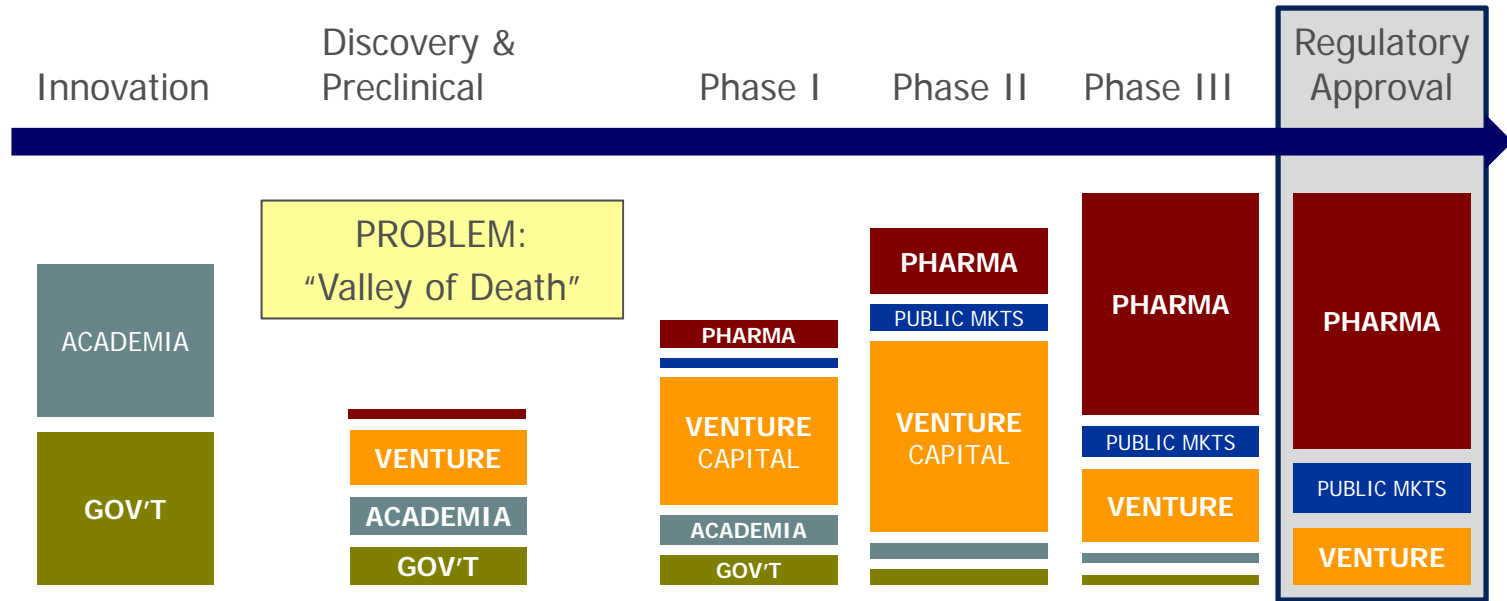 Innovation
Discovery &
Preclinical
Phase I
Phase II
Phase III
Regulatory
Approval
PROBLEM:
“Valley of Death”
ACADEMIA
GOV’T
VENTURE
ACADEMIA
GOV’T
PHARMA
VENTURE
CAPITAL
ACADEMIA
GOV’T
PHARMA
PUBLIC MKTS
VENTURE
CAPITAL
PHARMA
PUBLIC MKTS
VENTURE
PHARMA
PUBLIC MKTS
VENTURE